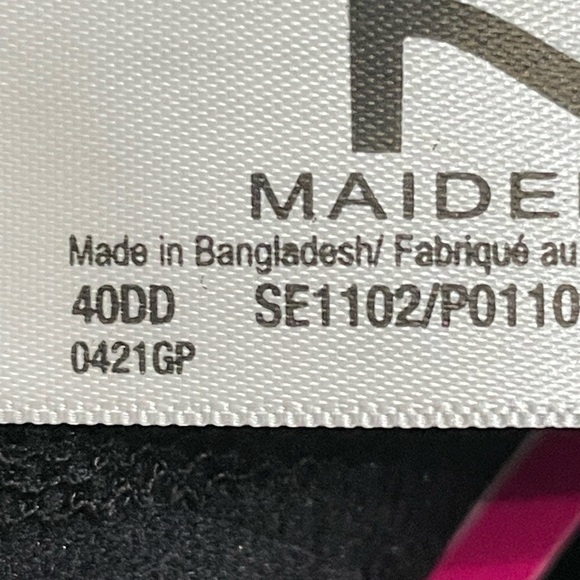 MAIDE
Made in Bangladesh/ Fabriqué au
40DD SE1102/P0110
0421GP